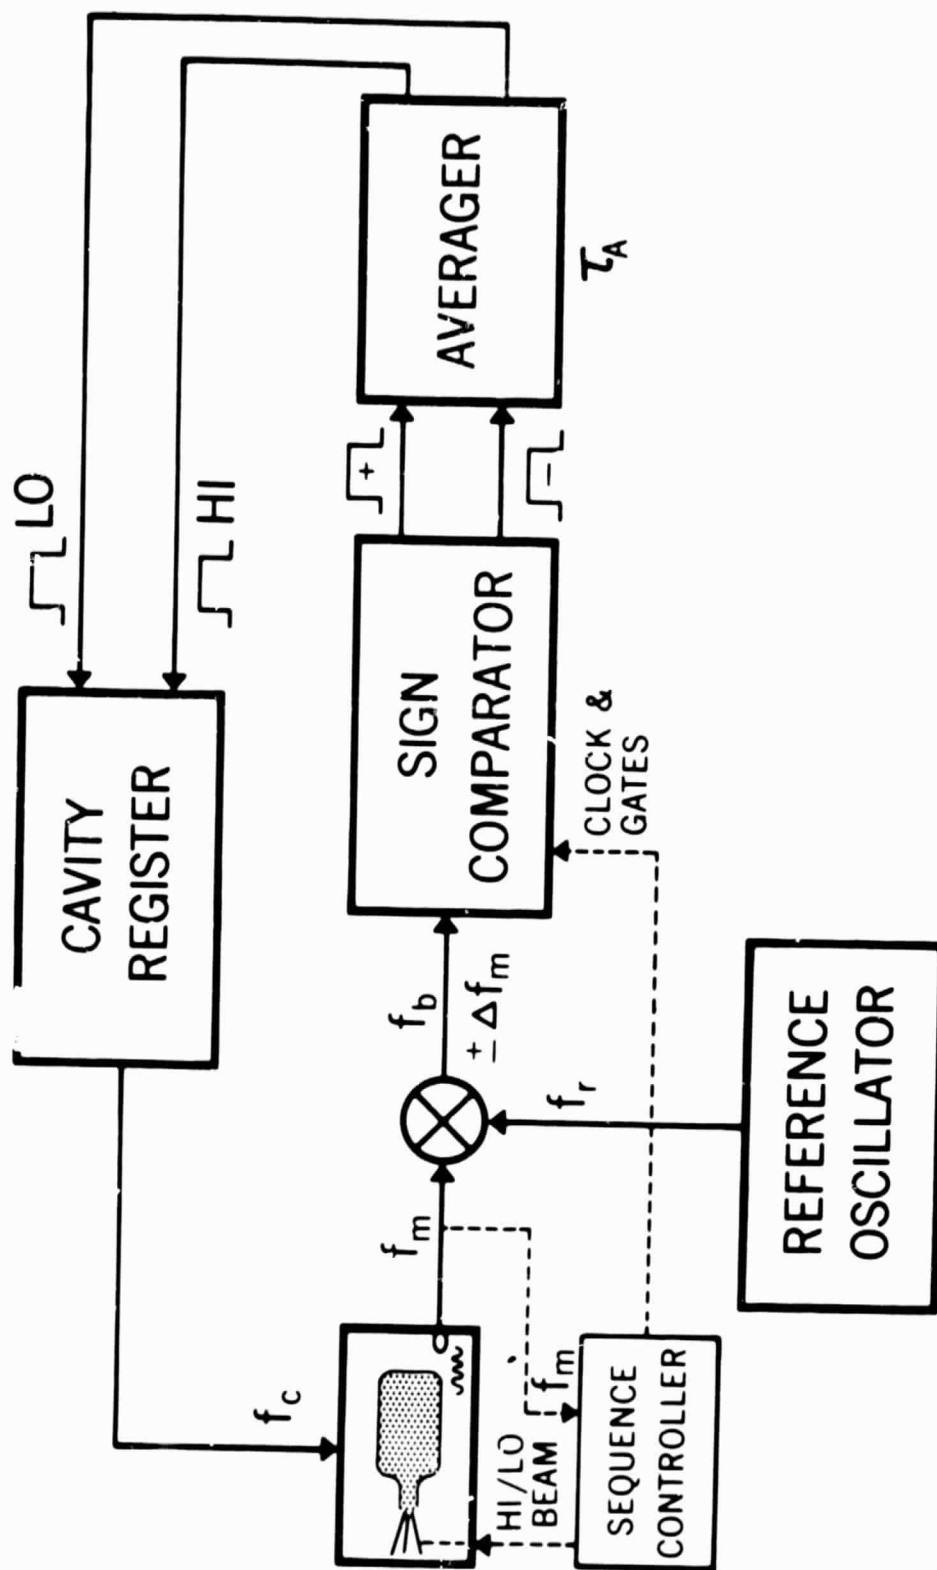 LO
HI
CAVITY
REGISTER
AVERAGER
τA
+
−
SIGN
COMPARATOR
CLOCK &
GATES
fb
± Δfm
fr
fm
fc
HI/LO
BEAM
fm
SEQUENCE
CONTROLLER
REFERENCE
OSCILLATOR